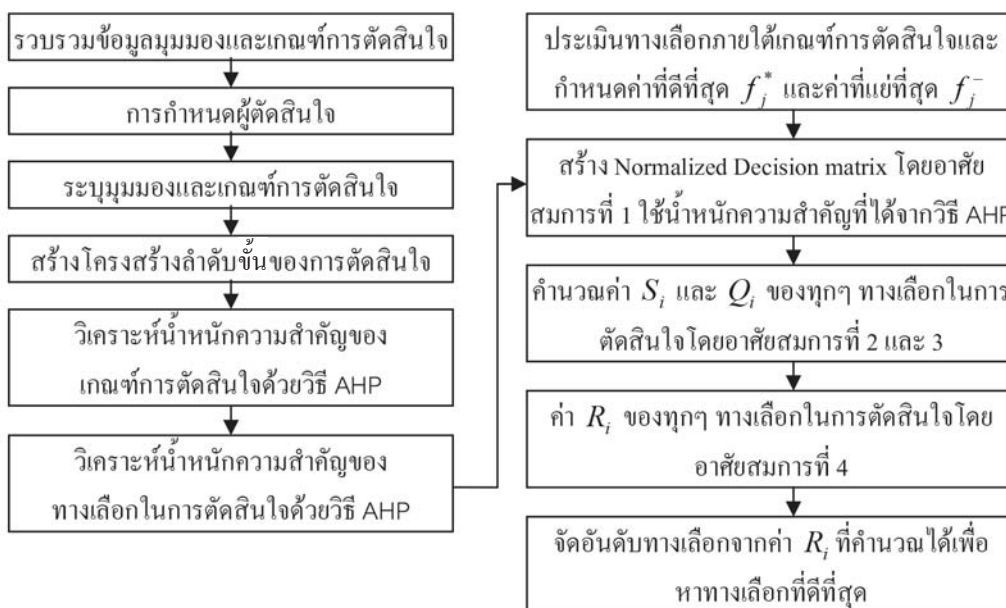 รวบรวมข้อมูลมุมมองและเกณฑ์การตัดสินใจ
การกำหนดผู้ตัดสินใจ
ระบุมุมมองและเกณฑ์การตัดสินใจ
สร้างโครงสร้างลำดับขั้นของการตัดสินใจ
วิเคราะห์น้ำหนักความสำคัญของ
เกณฑ์การตัดสินใจด้วยวิธี AHP
วิเคราะห์น้ำหนักความสำคัญของ
ทางเลือกในการตัดสินใจด้วยวิธี AHP
ประเมินทางเลือกภายใต้เกณฑ์การตัดสินใจและ
กำหนดค่าที่ดีที่สุด $f_j^*$ และค่าที่แย่ที่สุด $f_j^-$
สร้าง Normalized Decision matrix โดยอาศัย
สมการที่ 1 ใช้น้ำหนักความสำคัญที่ได้จากวิธี AHP
คำนวณค่า $S_i$ และ $Q_i$ ของทุกๆ ทางเลือกในการ
ตัดสินใจโดยอาศัยสมการที่ 2 และ 3
ค่า $R_i$ ของทุกๆ ทางเลือกในการตัดสินใจโดย
อาศัยสมการที่ 4
จัดอันดับทางเลือกจากค่า $R_i$ ที่คำนวณได้เพื่อ
หาทางเลือกที่ดีที่สุด